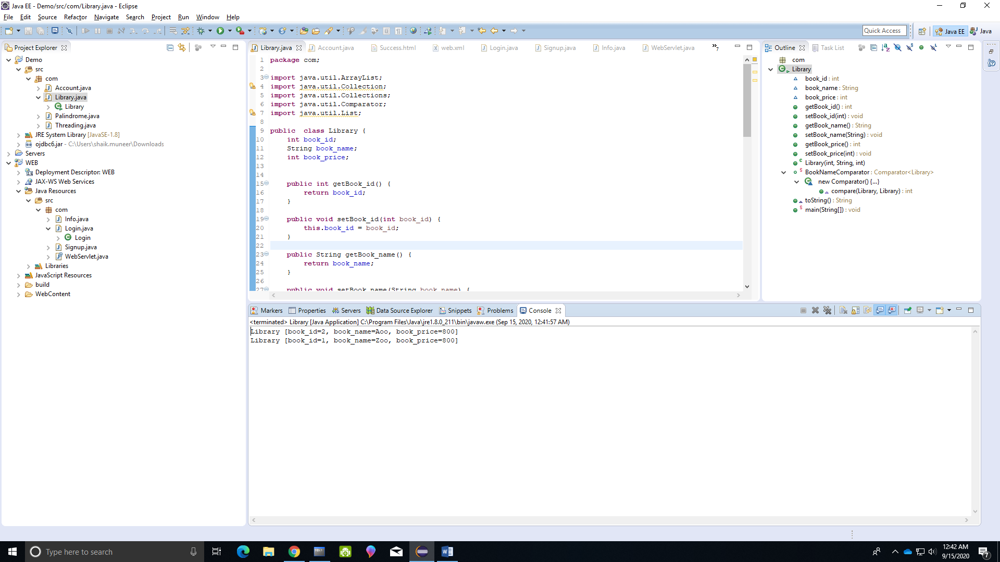 Java EE - Demo/src/com/Library.java - Eclipse
File Edit Source Refactor Navigate Search Project Run Window Help
Quick Access
Java EE
Java
Project Explorer
Demo
src
com
Account.java
Library.java
Library
Palindrome.java
Threading.java
JRE System Library [JavaSE-1.8]
ojdbc6.jar - C:\Users\shaik.muneer\Downloads
Servers
WEB
Deployment Descriptor: WEB
JAX-WS Web Services
Java Resources
src
com
Info.java
Login.java
Login
Signup.java
WebServlet.java
Libraries
JavaScript Resources
build
WebContent
Library.java Account.java Success.html web.xml Login.java Signup.java Info.java WebServlet.java »7
1 package com;
2
3 import java.util.ArrayList;
4 import java.util.Collection;
5 import java.util.Collections;
6 import java.util.Comparator;
7 import java.util.List;
8
9 public  class Library {
10     int book_id;
11     String book_name;
12     int book_price;
13
14
15     public int getBook_id() {
16         return book_id;
17     }
18
19     public void setBook_id(int book_id) {
20         this.book_id = book_id;
21     }
22
23     public String getBook_name() {
24         return book_name;
25     }
26
27     public void setBook_name(String book_name) {
Outline Task List
com
Library
book_id : int
book_name : String
book_price : int
getBook_id() : int
setBook_id(int) : void
getBook_name() : String
setBook_name(String) : void
getBook_price() : int
setBook_price(int) : void
Library(int, String, int)
BookNameComparator : Comparator<Library>
new Comparator() {...}
compare(Library, Library) : int
toString() : String
main(String[]) : void
Markers Properties Servers Data Source Explorer Snippets Problems Console
<terminated> Library [Java Application] C:\Program Files\Java\jre1.8.0_211\bin\javaw.exe (Sep 15, 2020, 12:41:57 AM)
Library [book_id=2, book_name=Aoo, book_price=800]
Library [book_id=1, book_name=Zoo, book_price=800]
Type here to search
12:42 AM
9/15/2020
7